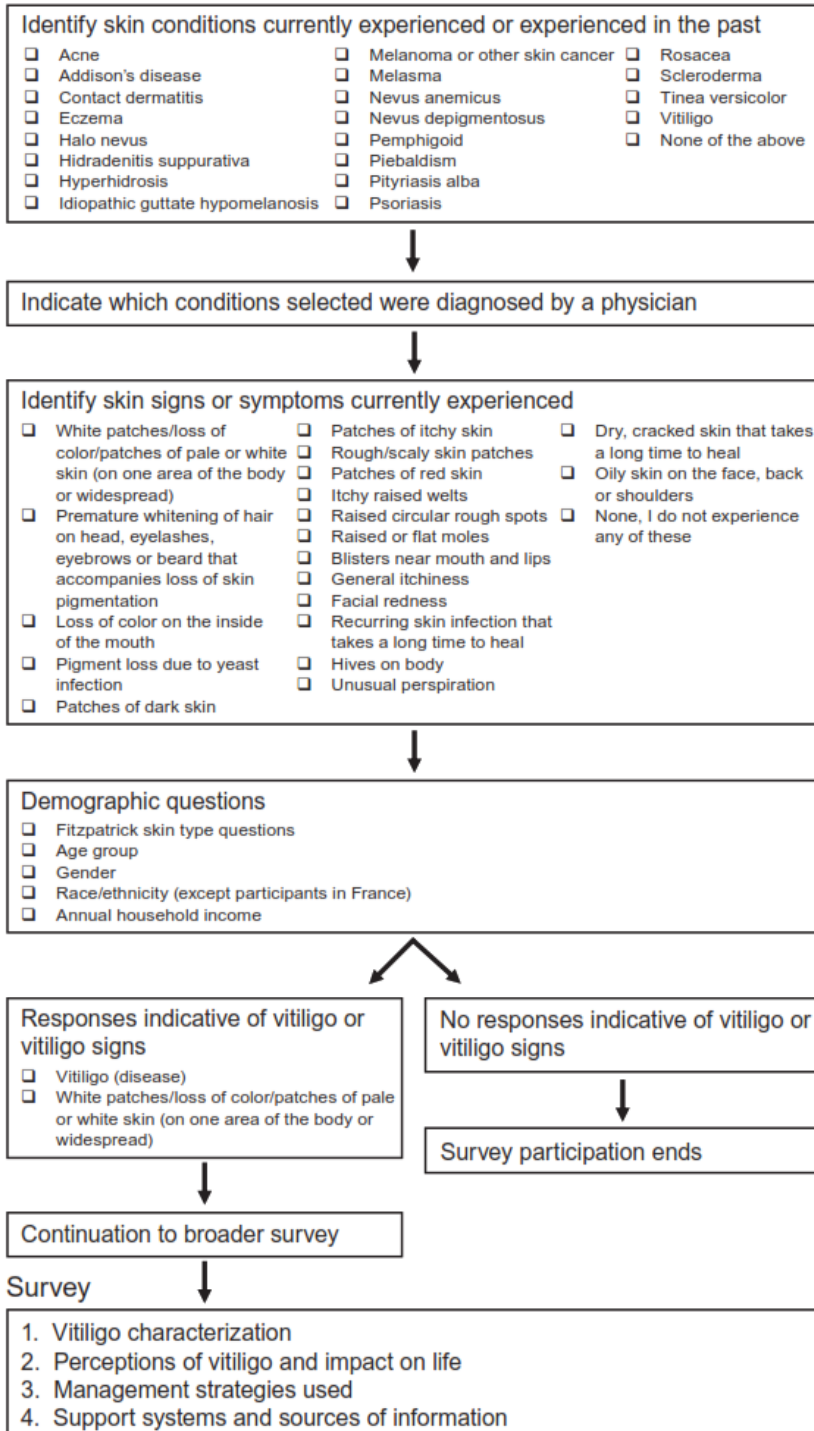 Identify skin conditions currently experienced or experienced in the past
❑ Acne
❑ Addison's disease
❑ Contact dermatitis
❑ Eczema
❑ Halo nevus
❑ Hidradenitis suppurativa
❑ Hyperhidrosis
❑ Idiopathic guttate hypomelanosis
❑ Melanoma or other skin cancer
❑ Melasma
❑ Nevus anemicus
❑ Nevus depigmentosus
❑ Pemphigoid
❑ Piebaldism
❑ Pityriasis alba
❑ Psoriasis
❑ Rosacea
❑ Scleroderma
❑ Tinea versicolor
❑ Vitiligo
❑ None of the above
Indicate which conditions selected were diagnosed by a physician
Identify skin signs or symptoms currently experienced
❑ White patches/loss of
color/patches of pale or white
skin (on one area of the body
or widespread)
❑ Premature whitening of hair
on head, eyelashes,
eyebrows or beard that
accompanies loss of skin
pigmentation
❑ Loss of color on the inside
of the mouth
❑ Pigment loss due to yeast
infection
❑ Patches of dark skin
❑ Patches of itchy skin
❑ Rough/scaly skin patches
❑ Patches of red skin
❑ Itchy raised welts
❑ Raised circular rough spots
❑ Raised or flat moles
❑ Blisters near mouth and lips
❑ General itchiness
❑ Facial redness
❑ Recurring skin infection that
takes a long time to heal
❑ Hives on body
❑ Unusual perspiration
❑ Dry, cracked skin that takes
a long time to heal
❑ Oily skin on the face, back
or shoulders
❑ None, I do not experience
any of these
Demographic questions
❑ Fitzpatrick skin type questions
❑ Age group
❑ Gender
❑ Race/ethnicity (except participants in France)
❑ Annual household income
Responses indicative of vitiligo or
vitiligo signs
❑ Vitiligo (disease)
❑ White patches/loss of color/patches of pale
or white skin (on one area of the body or
widespread)
No responses indicative of vitiligo or
vitiligo signs
Survey participation ends
Continuation to broader survey
Survey
1. Vitiligo characterization
2. Perceptions of vitiligo and impact on life
3. Management strategies used
4. Support systems and sources of information